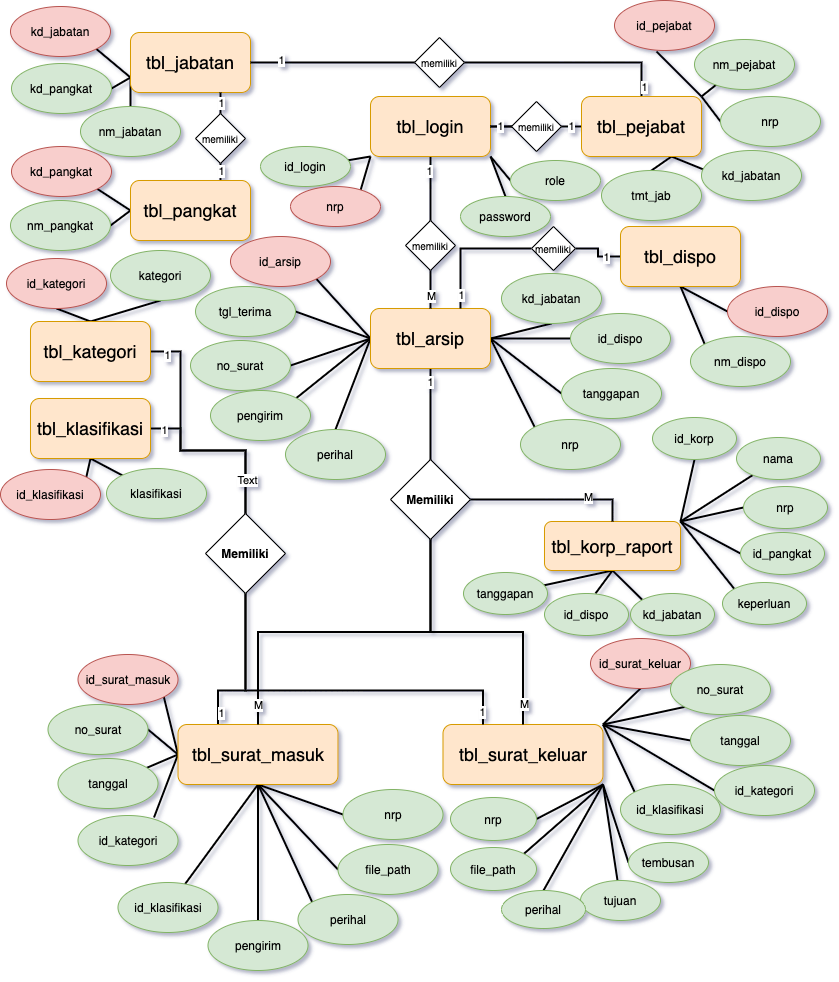 kd_jabatan
id_pejabat
tbl_jabatan
1
memiliki
nm_pejabat
kd_pangkat
1
1
nm_jabatan
memiliki
tbl_login
1
memiliki
1
tbl_pejabat
nrp
kd_pangkat
1
1
id_login
role
kd_jabatan
nm_pangkat
tbl_pangkat
nrp
password
tmt_jab
id_kategori
kategori
id_arsip
memiliki
memiliki
1
tbl_dispo
M
1
tgl_terima
kd_jabatan
id_dispo
tbl_kategori
1
no_surat
tbl_arsip
id_dispo
nm_dispo
1
tbl_klasifikasi
1
pengirim
tanggapan
perihal
nrp
id_korp
nama
id_klasifikasi
klasifikasi
Text
Memiliki
M
nrp
Memiliki
tbl_korp_raport
id_pangkat
tanggapan
id_dispo
kd_jabatan
keperluan
id_surat_masuk
id_surat_keluar
no_surat
1
M
1
M
no_surat
tanggal
tbl_surat_masuk
tbl_surat_keluar
tanggal
id_kategori
id_kategori
id_klasifikasi
nrp
nrp
file_path
file_path
tembusan
id_klasifikasi
perihal
perihal
tujuan
pengirim